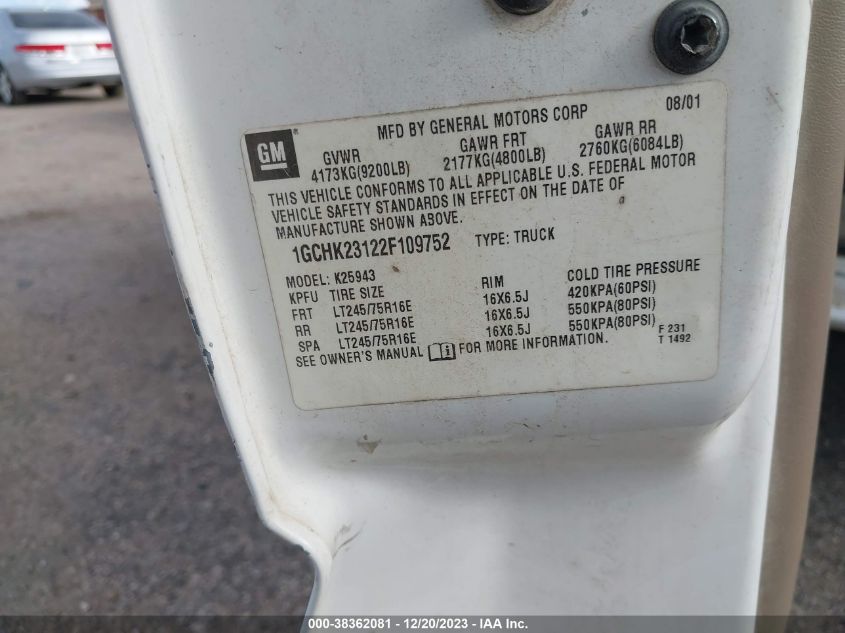 MFD BY GENERAL MOTORS CORP 08/01
GM
GVWR GAWR FRT GAWR RR
4173KG(9200LB) 2177KG(4800LB) 2760KG(6084LB)
THIS VEHICLE CONFORMS TO ALL APPLICABLE U.S. FEDERAL MOTOR
VEHICLE SAFETY STANDARDS IN EFFECT ON THE DATE OF
MANUFACTURE SHOWN ABOVE.
1GCHK23122F109752 TYPE: TRUCK
MODEL: K25943
KPFU TIRE SIZE RIM COLD TIRE PRESSURE
FRT LT245/75R16E 16X6.5J 420KPA(60PSI)
RR LT245/75R16E 16X6.5J 550KPA(80PSI)
SPA LT245/75R16E 16X6.5J 550KPA(80PSI)
SEE OWNER'S MANUAL FOR MORE INFORMATION.
F 231
T 1492
000-38362081 - 12/20/2023 - IAA Inc.